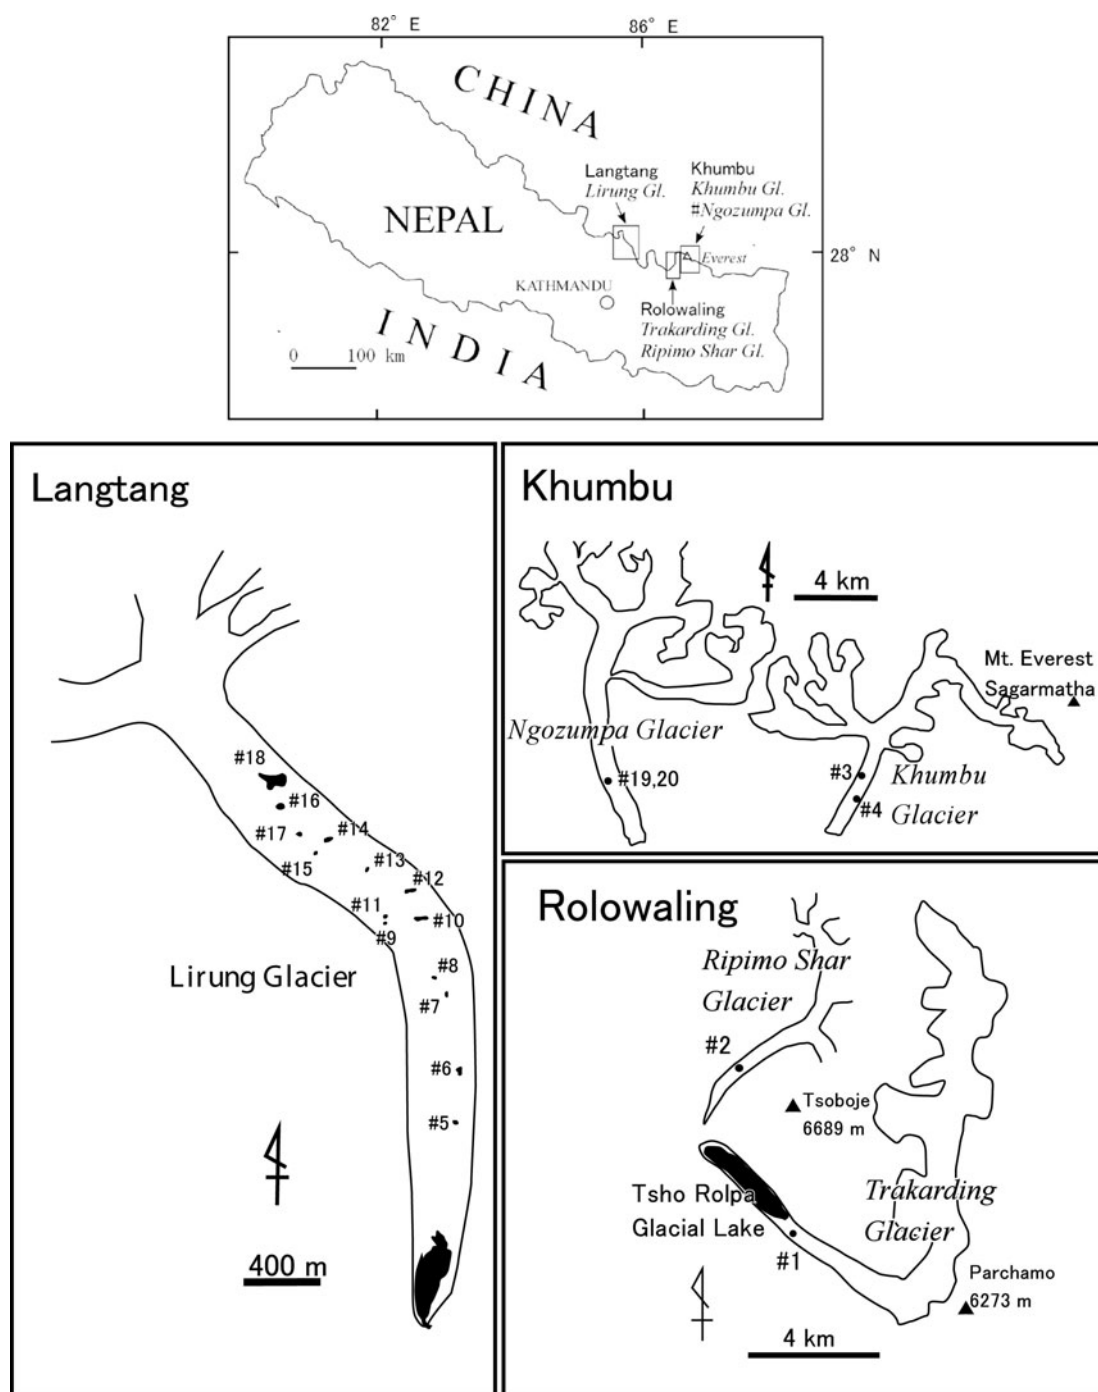 82° E
86° E
CHINA
Langtang
Lirung Gl.
Khumbu
Khumbu Gl.
#Ngozumpa Gl.
NEPAL
Everest
28° N
KATHMANDU
Rolowaling
Trakarding Gl.
Ripimo Shar Gl.
INDIA
0 100 km
Langtang
#18
#16
#17
#14
#15
#13
#12
#11
#10
#9
Lirung Glacier
#8
#7
#6
#5
400 m
Khumbu
4 km
Mt. Everest
Sagarmatha
Ngozumpa Glacier
#19,20
#3
Khumbu
Glacier
#4
Rolowaling
Ripimo Shar
Glacier
#2
Tsoboje
6689 m
Tsho Rolpa
Glacial Lake
Trakarding
Glacier
#1
Parchamo
6273 m
4 km